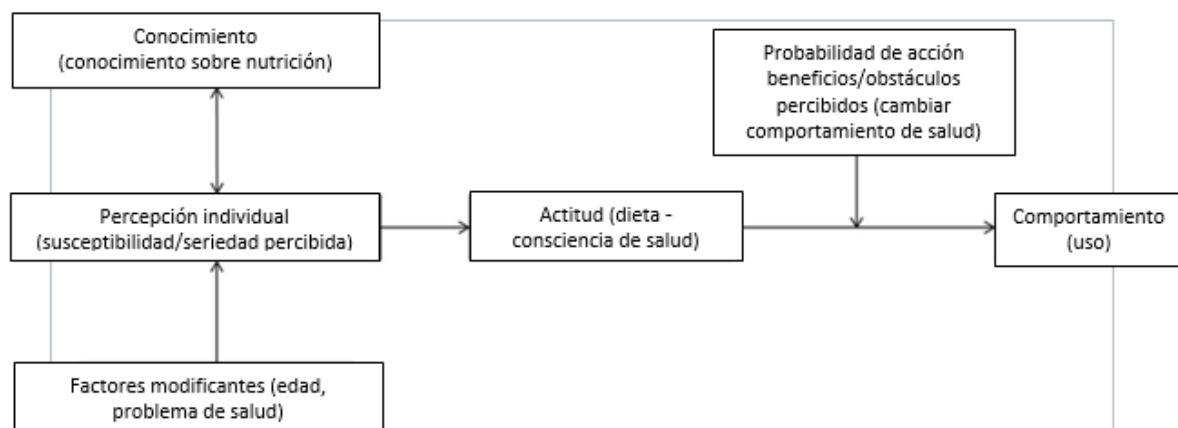 Conocimiento
(conocimiento sobre nutrición)
Probabilidad de acción
beneficios/obstáculos
percibidos (cambiar
comportamiento de salud)
Percepción individual
(susceptibilidad/seriedad percibida)
Actitud (dieta -
consciencia de salud)
Comportamiento
(uso)
Factores modificantes (edad,
problema de salud)